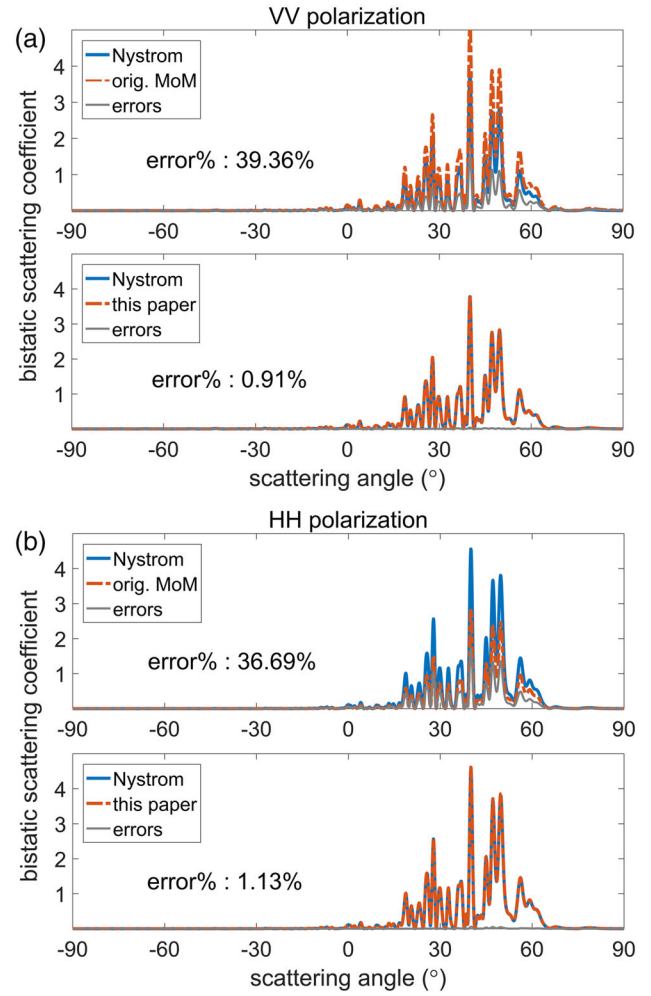 VV polarization
(a)
bistatic scattering coefficient
4
3
2
1
Nystrom
orig. MoM
errors
error% : 39.36%
-90 -60 -30 0 30 60 90
4
3
2
1
Nystrom
this paper
errors
error% : 0.91%
-90 -60 -30 0 30 60 90
scattering angle (°)
HH polarization
(b)
bistatic scattering coefficient
4
3
2
1
Nystrom
orig. MoM
errors
error% : 36.69%
-90 -60 -30 0 30 60 90
4
3
2
1
Nystrom
this paper
errors
error% : 1.13%
-90 -60 -30 0 30 60 90
scattering angle (°)